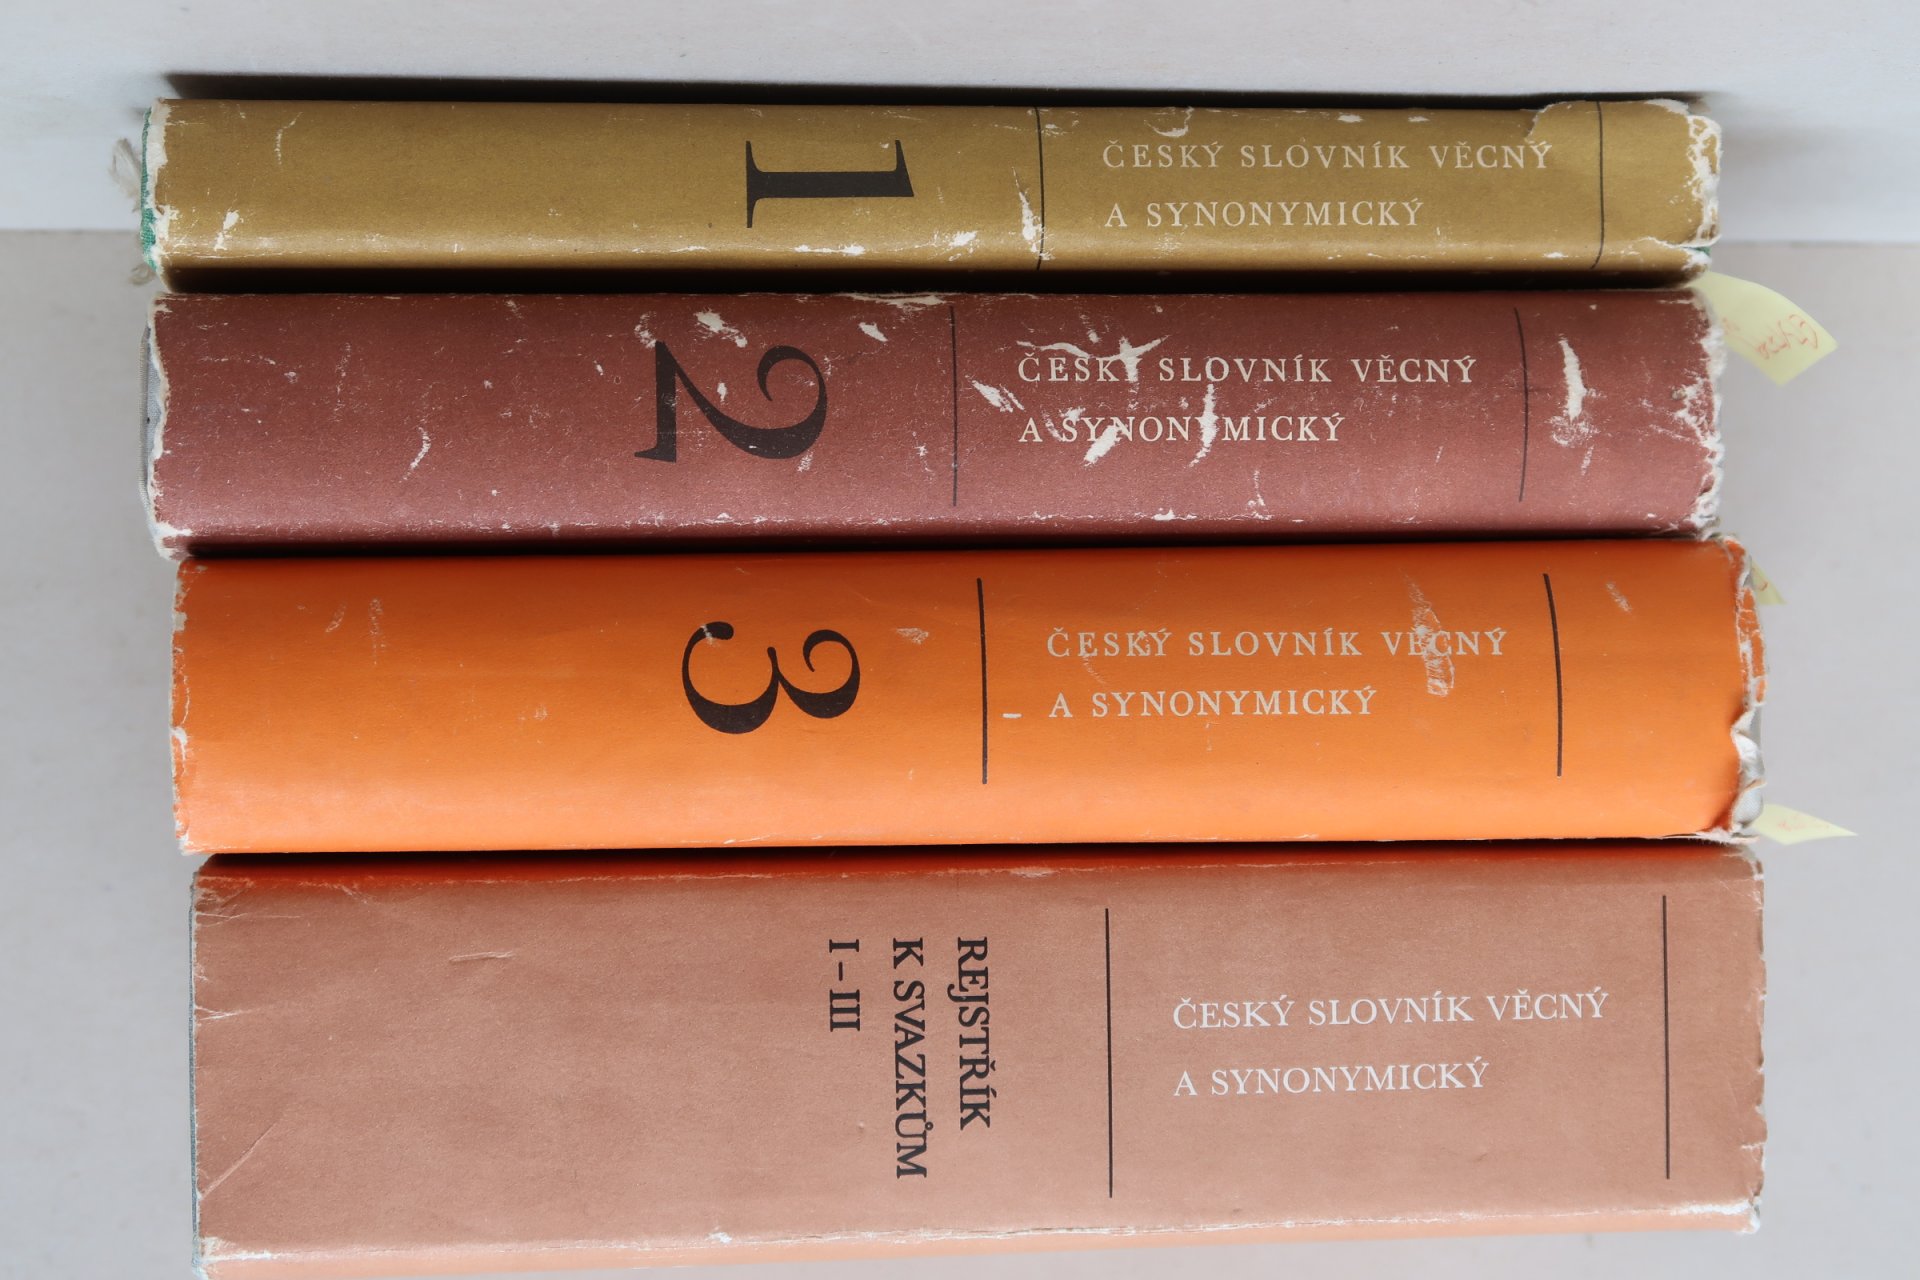 1
ČESKÝ SLOVNÍK VĚCNÝ
A SYNONYMICKÝ
2
ČESKÝ SLOVNÍK VĚCNÝ
A SYNONYMICKÝ
3
ČESKÝ SLOVNÍK VĚCNÝ
A SYNONYMICKÝ
REJSTŘÍK
K SVAZKŮM
I – III
ČESKÝ SLOVNÍK VĚCNÝ
A SYNONYMICKÝ